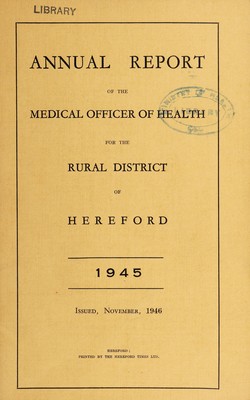 LIBRARY
ANNUAL REPORT
OF THE
MEDICAL OFFICER OF HEALTH
FOR THE
RURAL DISTRICT
OF
HEREFORD
1945
Issued, November, 1946
HEREFORD:
PRINTED BY THE HEREFORD TIMES LTD.